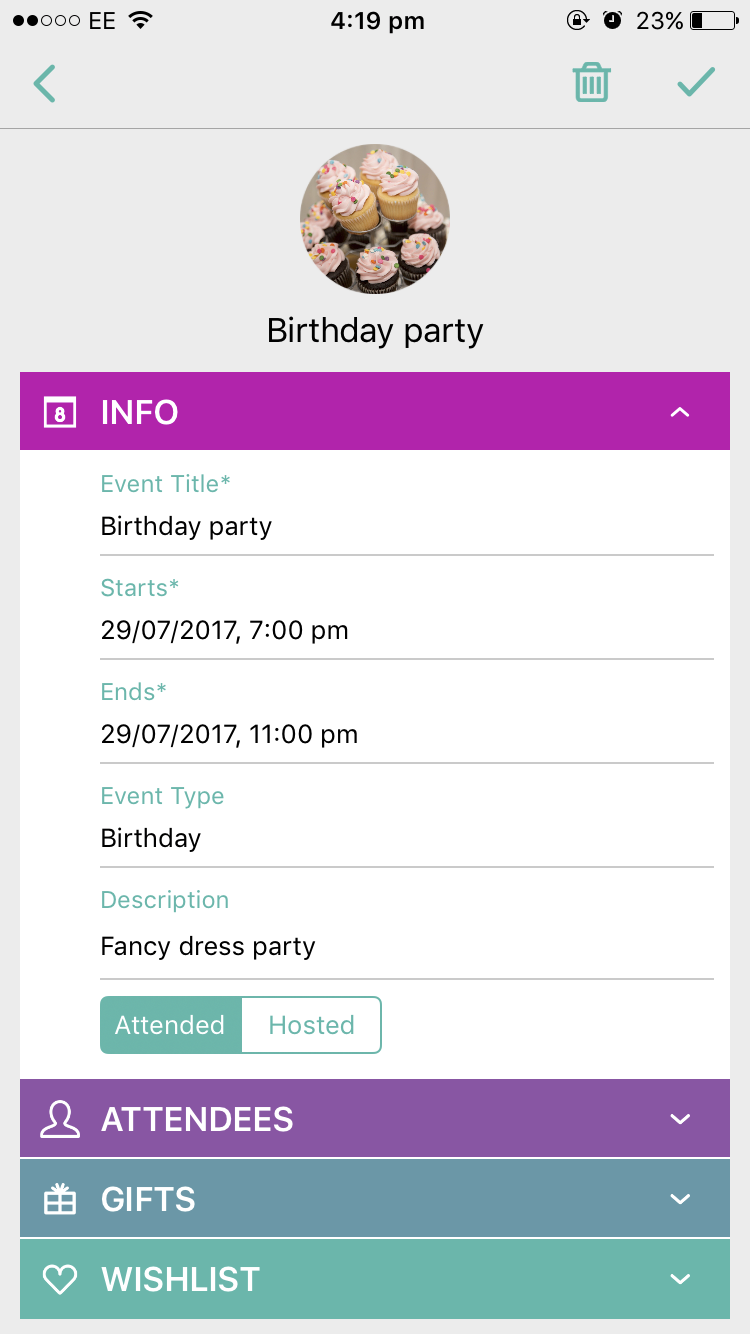 EE 4:19 pm 23%
Birthday party
8 INFO
Event Title*
Birthday party
Starts*
29/07/2017, 7:00 pm
Ends*
29/07/2017, 11:00 pm
Event Type
Birthday
Description
Fancy dress party
Attended Hosted
ATTENDEES
GIFTS
WISHLIST